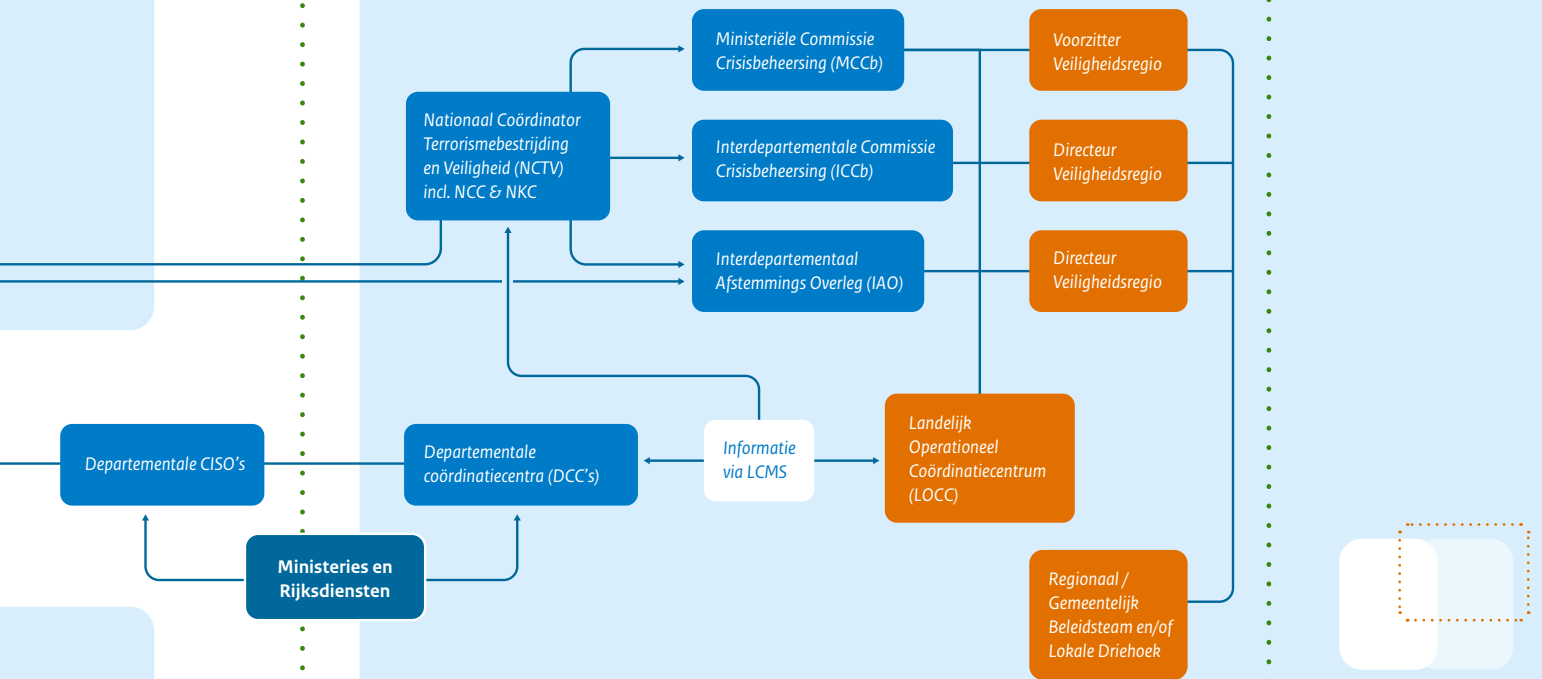 Ministeriële Commissie
Crisisbeheersing (MCCb)
Voorzitter
Veiligheidsregio
Nationaal Coördinator
Terrorismebestrijding
en Veiligheid (NCTV)
incl. NCC & NKC
Interdepartementale Commissie
Crisisbeheersing (ICCb)
Directeur
Veiligheidsregio
Interdepartementaal
Afstemmings Overleg (IAO)
Directeur
Veiligheidsregio
Departementale CISO's
Departementale
coördinatiecentra (DCC's)
Informatie
via LCMS
Landelijk
Operationeel
Coördinatiecentrum
(LOCC)
Ministeries en
Rijksdiensten
Regionaal /
Gemeentelijk
Beleidsteam en/of
Lokale Driehoek